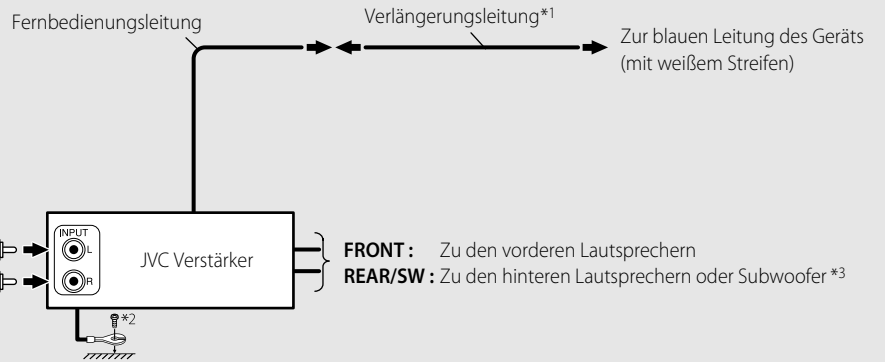 Fernbedienungsleitung
Verlängerungsleitung*1
Zur blauen Leitung des Geräts
(mit weißem Streifen)
INPUT
L
R
JVC Verstärker
FRONT : Zu den vorderen Lautsprechern
REAR/SW : Zu den hinteren Lautsprechern oder Subwoofer *3
*2